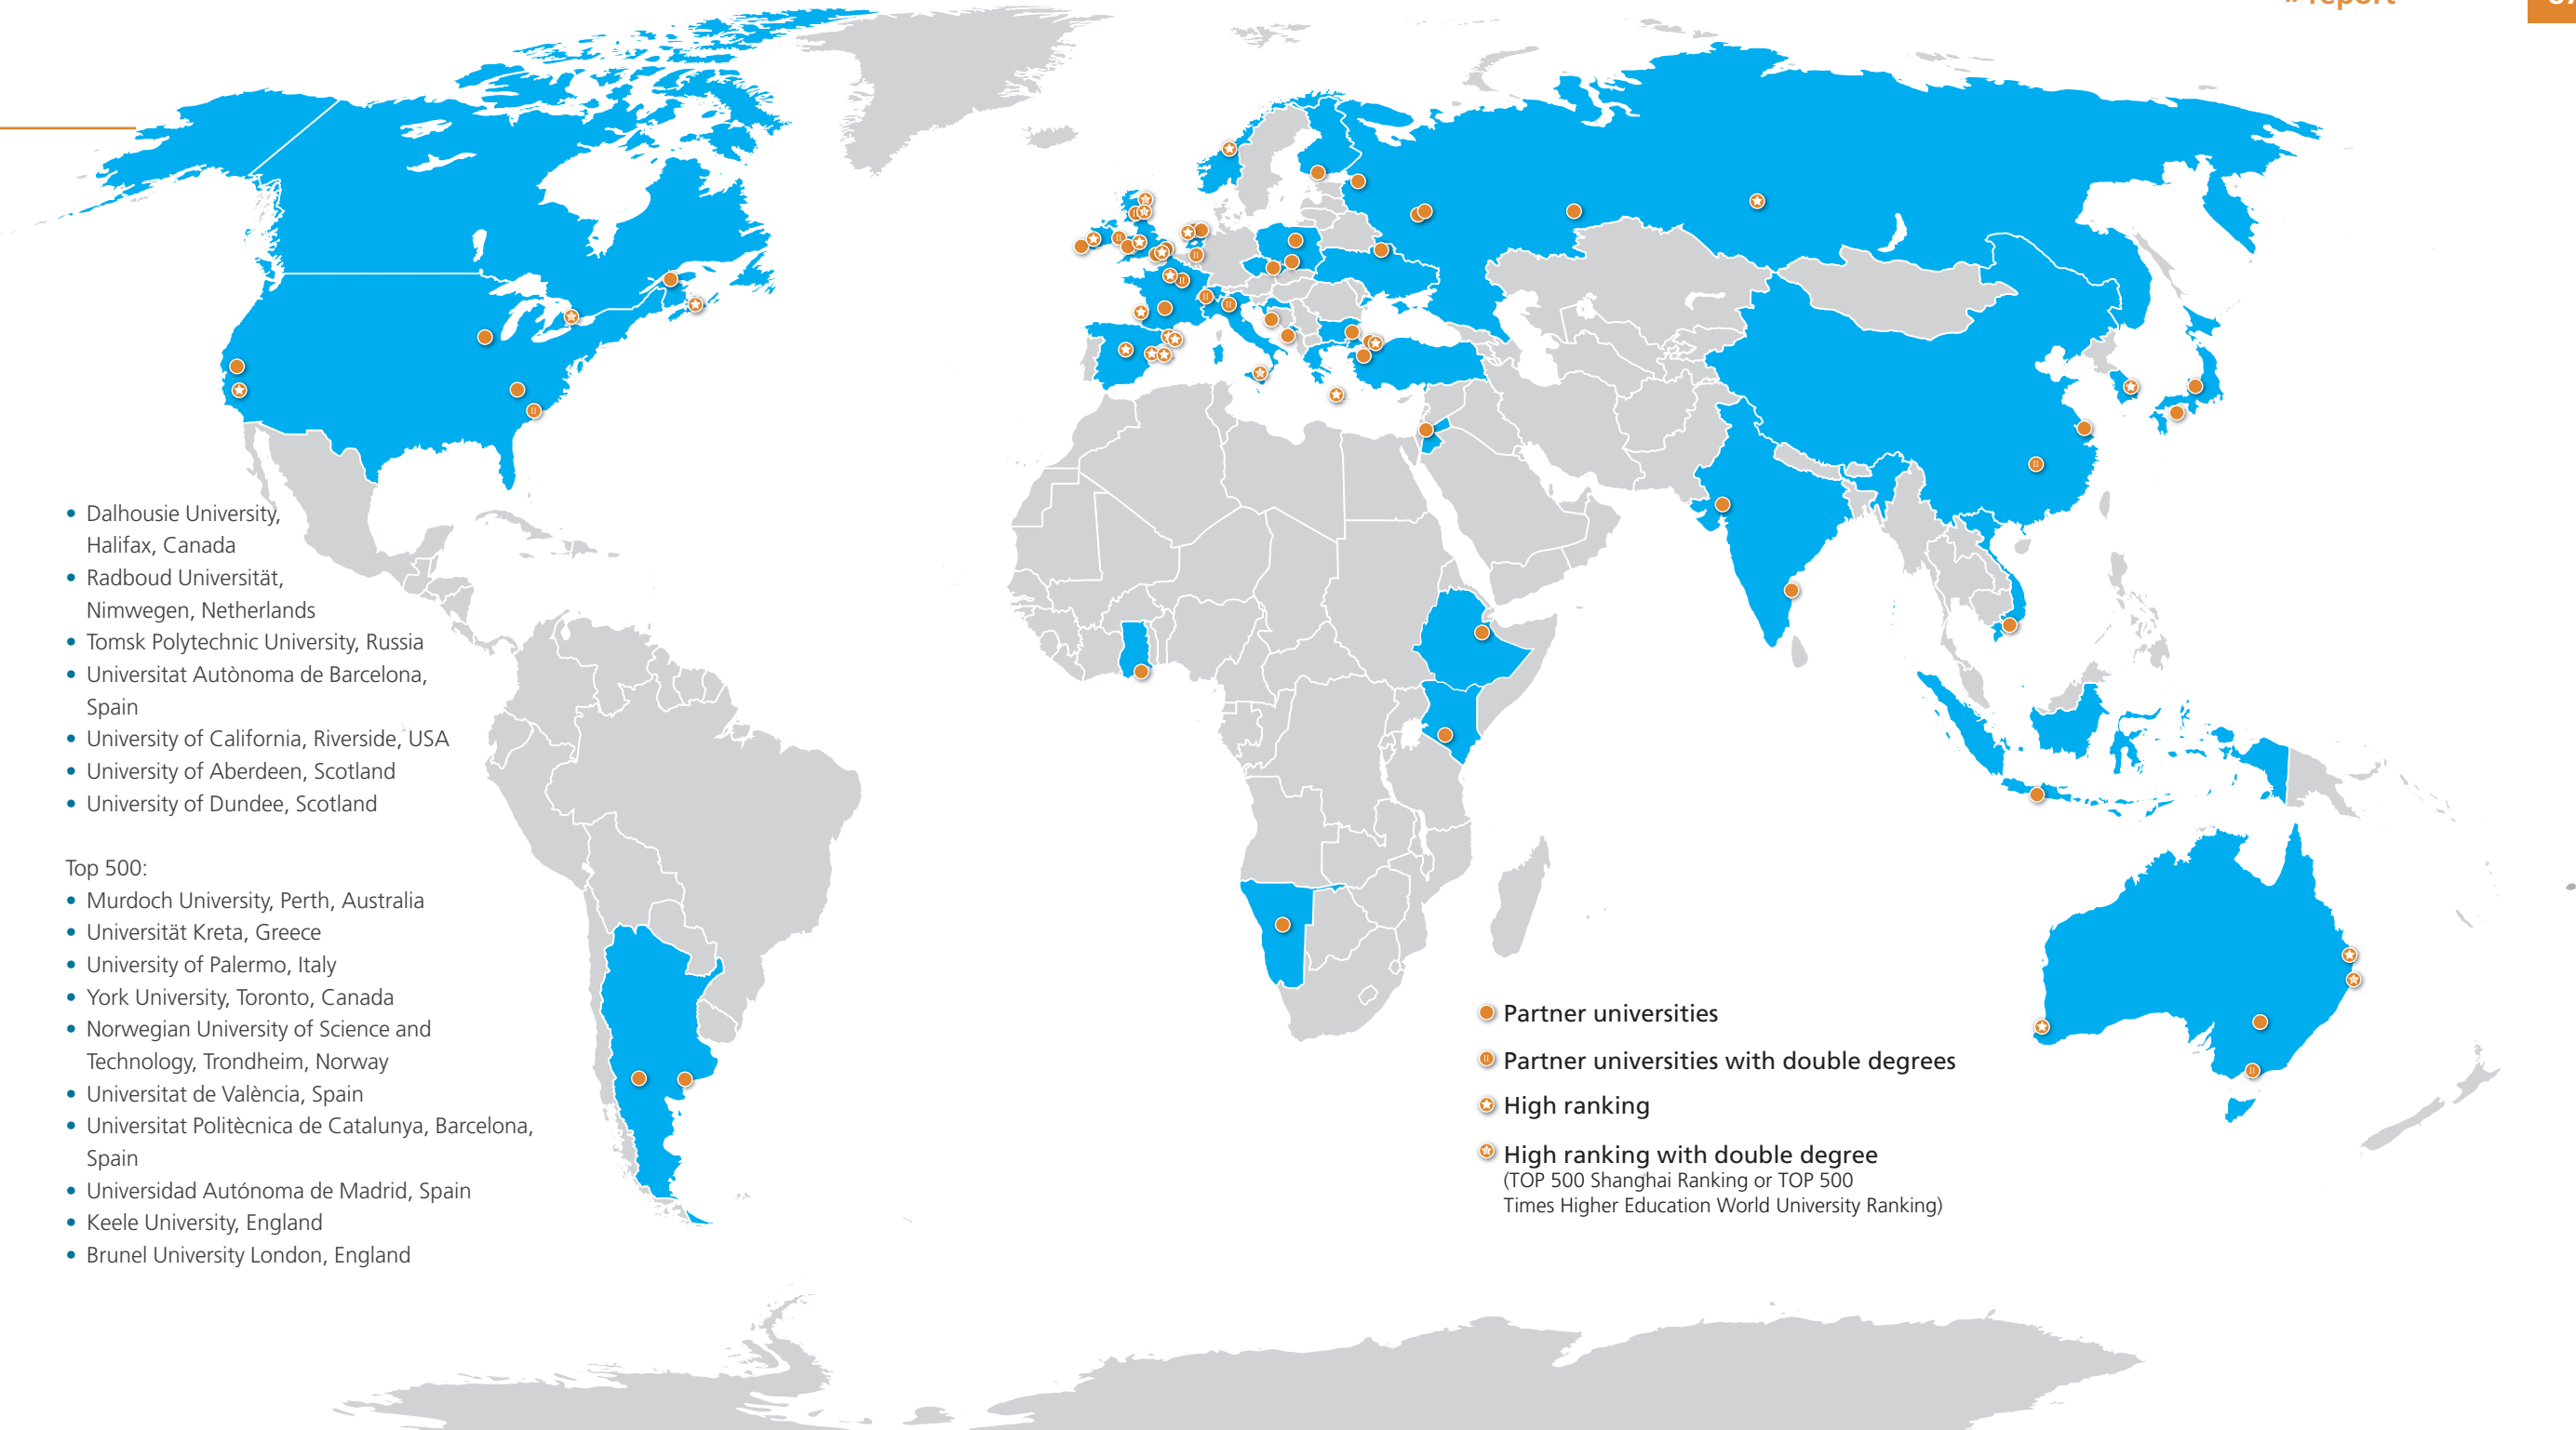 » report
• Dalhousie University,
Halifax, Canada
• Radboud Universität,
Nimwegen, Netherlands
• Tomsk Polytechnic University, Russia
• Universitat Autònoma de Barcelona,
Spain
• University of California, Riverside, USA
• University of Aberdeen, Scotland
• University of Dundee, Scotland
Top 500:
• Murdoch University, Perth, Australia
• Universität Kreta, Greece
• University of Palermo, Italy
• York University, Toronto, Canada
• Norwegian University of Science and
Technology, Trondheim, Norway
• Universitat de València, Spain
• Universitat Politècnica de Catalunya, Barcelona,
Spain
• Universidad Autónoma de Madrid, Spain
• Keele University, England
• Brunel University London, England
Partner universities
Partner universities with double degrees
High ranking
High ranking with double degree
(TOP 500 Shanghai Ranking or TOP 500
Times Higher Education World University Ranking)